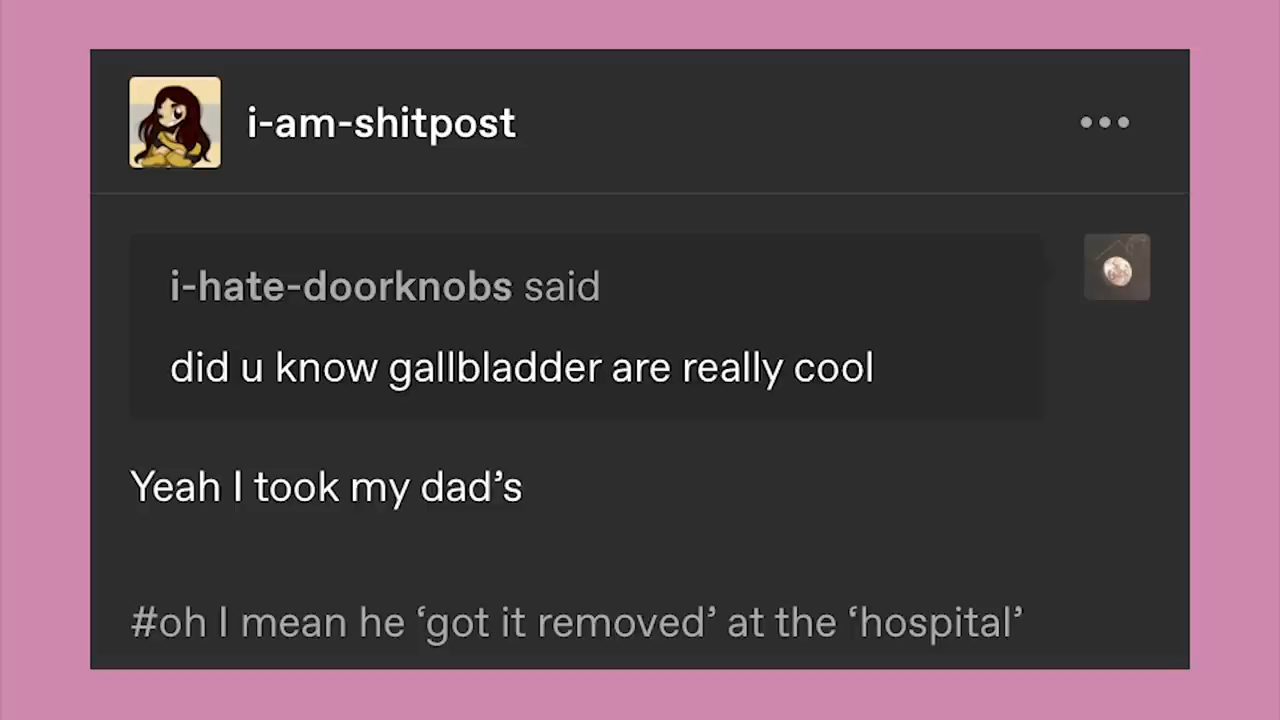 i-am-shitpost
i-hate-doorknobs said
did u know gallbladder are really cool
Yeah I took my dad’s
#oh I mean he ‘got it removed’ at the ‘hospital’